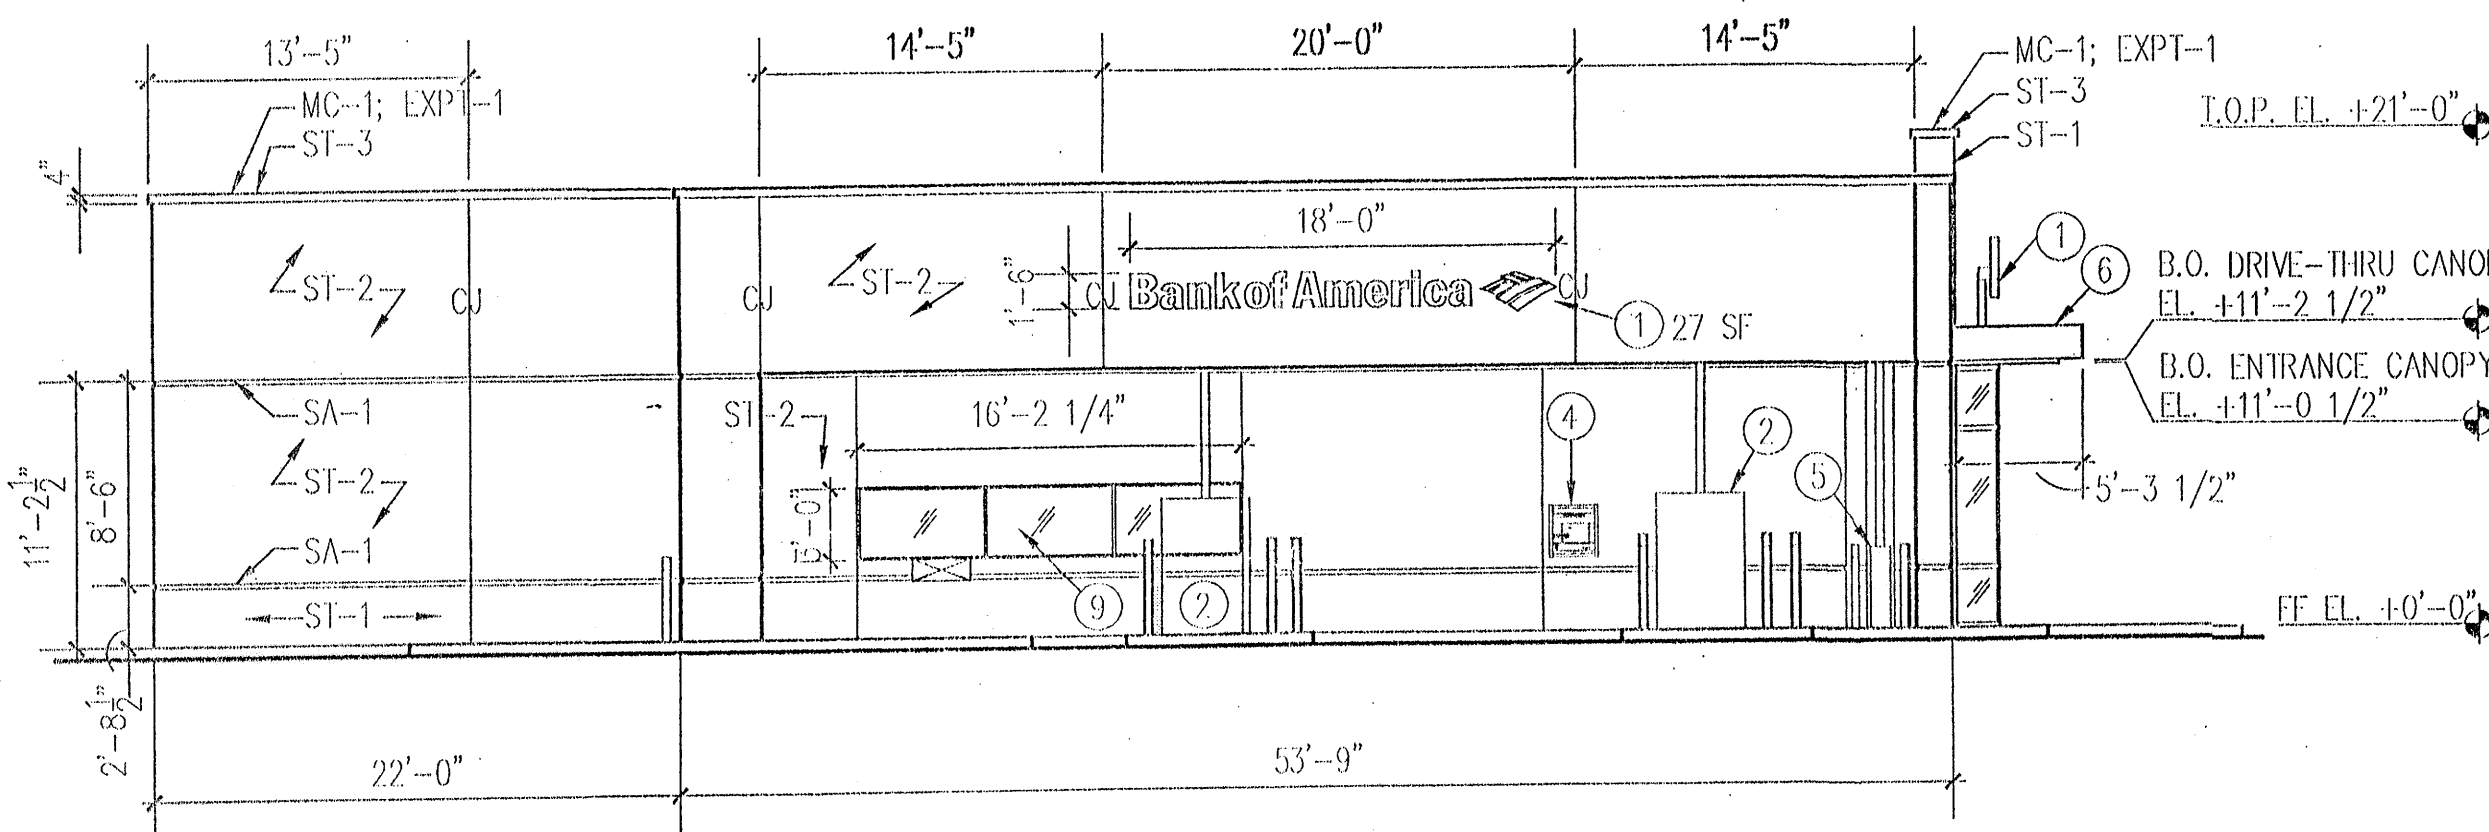 13'-5"
14'-5"
20'-0"
14'-5"
MC-1; EXPT-1
ST-3
MC-1; EXPT-1
ST-3
ST-1
T.O.P. EL. +21'-0"
4"
18'-0"
1'-6"
ST-2
CJ
CJ
ST-2
CJ
Bank of America
CJ
1
27 SF
1
6
B.O. DRIVE-THRU CANO
EL. +11'-2 1/2"
B.O. ENTRANCE CANOPY
EL. +11'-0 1/2"
SA-1
ST-2
16'-2 1/4"
4
2
5
5'-3 1/2"
11'-2 1/2"
8'-6"
ST-2
SA-1
ST-1
9
2
FF EL. +0'-0"
2'-8 1/2"
22'-0"
53'-9"